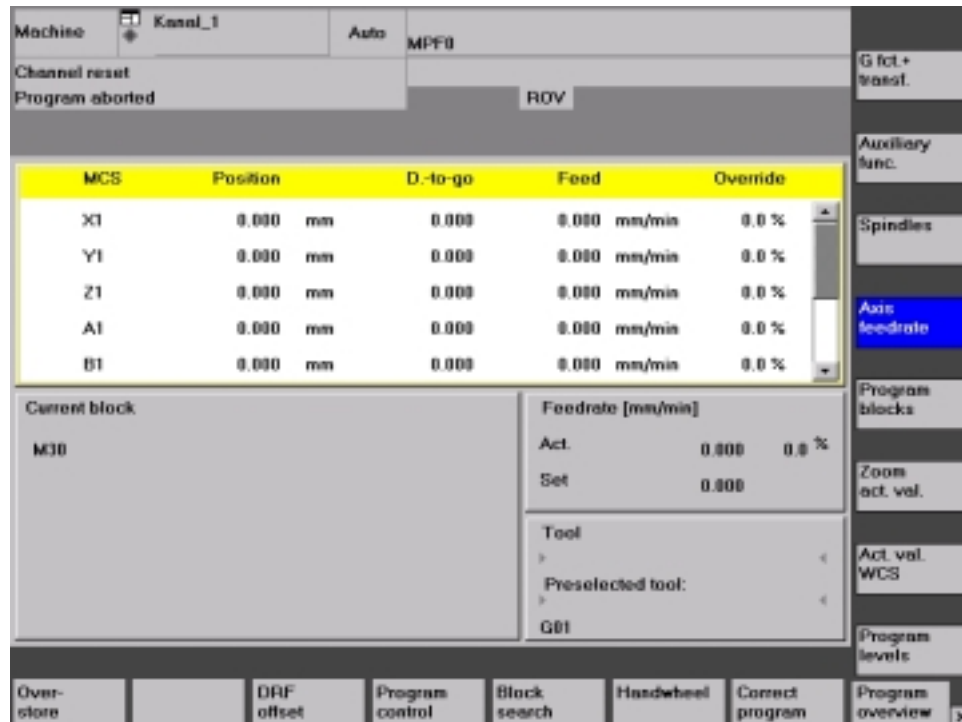 Machine Kanal_1 Auto MPF0
Channel reset
Program aborted ROV
MCS Position D.-to-go Feed Override
X1 0.000 mm 0.000 0.000 mm/min 0.0 %
Y1 0.000 mm 0.000 0.000 mm/min 0.0 %
Z1 0.000 mm 0.000 0.000 mm/min 0.0 %
A1 0.000 mm 0.000 0.000 mm/min 0.0 %
B1 0.000 mm 0.000 0.000 mm/min 0.0 %
Current block
M30
Feedrate [mm/min]
Act. 0.000 0.0 %
Set 0.000
Tool
Preselected tool:
G01
G fct.+
transf.
Auxiliary
func.
Spindles
Axis
feedrate
Program
blocks
Zoom
act. val.
Act. val.
WCS
Program
levels
Over-
store
DRF
offset
Program
control
Block
search
Handwheel
Correct
program
Program
overview